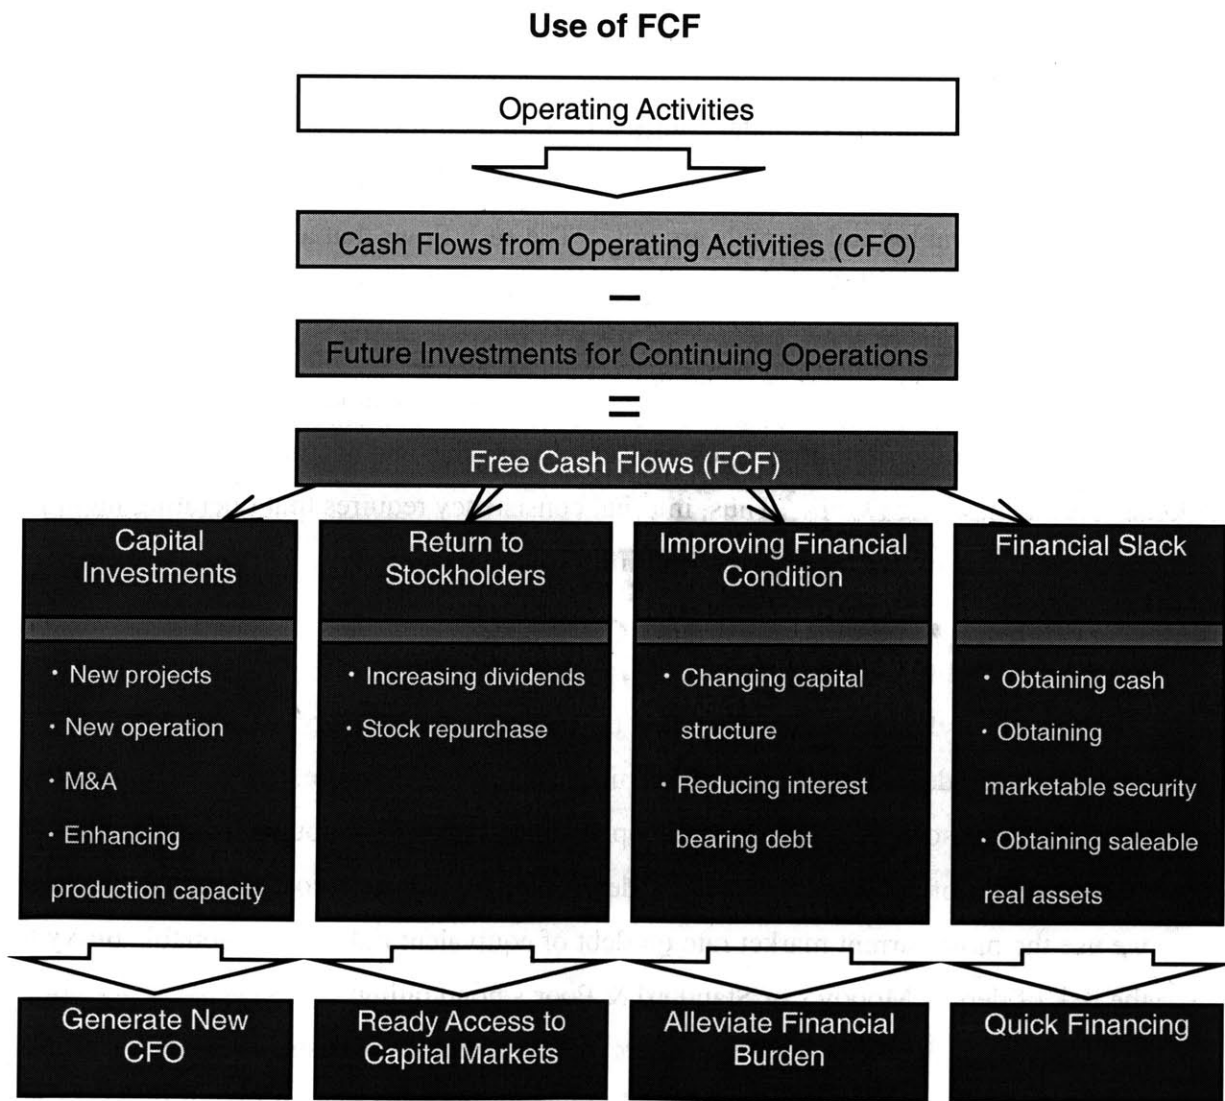 Use of FCF
Operating Activities
Cash Flows from Operating Activities (CFO)
–
Future Investments for Continuing Operations
=
Free Cash Flows (FCF)
Capital
Investments
• New projects
• New operation
• M&A
• Enhancing
production capacity
Generate New
CFO
Return to
Stockholders
• Increasing dividends
• Stock repurchase
Ready Access to
Capital Markets
Improving Financial
Condition
• Changing capital
structure
• Reducing interest
bearing debt
Alleviate Financial
Burden
Financial Slack
• Obtaining cash
• Obtaining
marketable security
• Obtaining saleable
real assets
Quick Financing